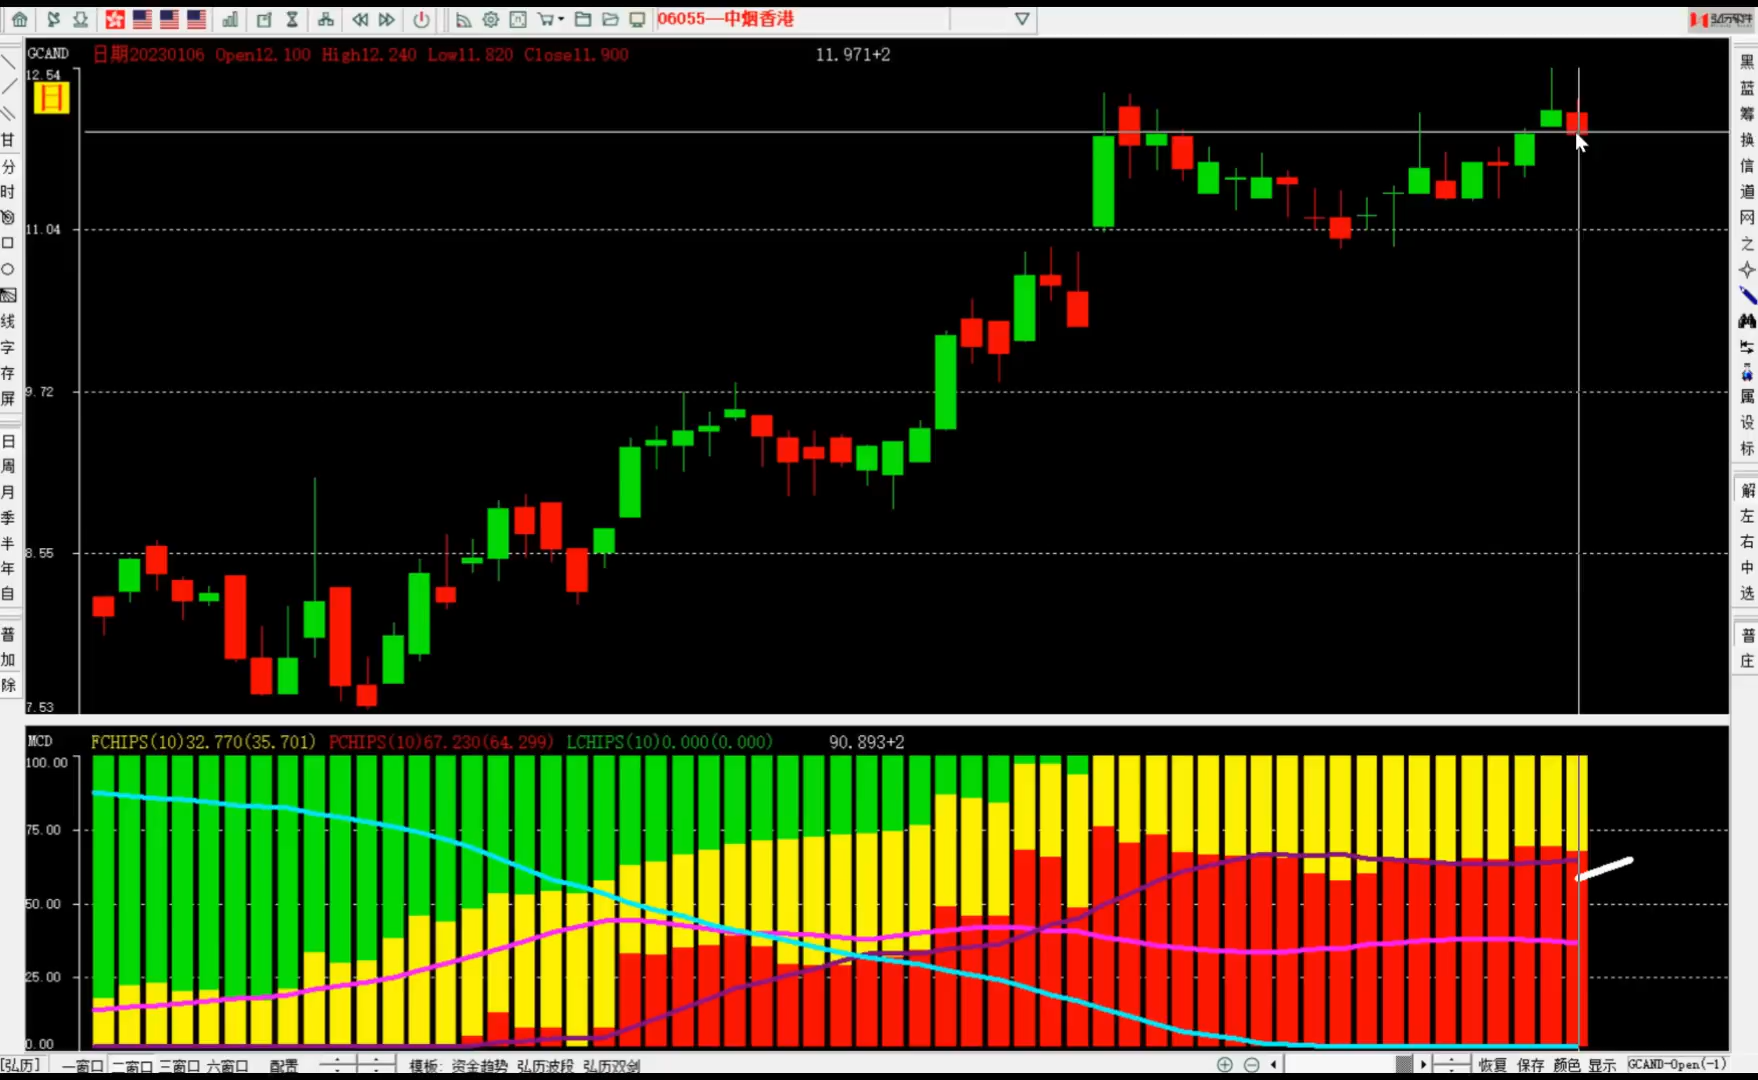 06055—中烟香港
弘历软件
GCAND 日期20230106 Open12.100 High12.240 Low11.820 Close11.900 11.971+2
12.54
日
11.04
9.72
8.55
7.53
MCD FCHIPS(10)32.770(35.701) PCHIPS(10)67.230(64.299) LCHIPS(10)0.000(0.000) 90.893+2
100.00
75.00
50.00
25.00
0.00
甘
分
时
线
字
存
屏
日
周
月
季
半
年
自
普
加
除
黑
蓝
筹
换
信
道
网
之
属
设
标
解
左
右
中
选
普
庄
[弘历] 一窗口 二窗口 三窗口 六窗口 配置 模板: 资金趋势 弘历波段 弘历双剑 恢复 保存 颜色 显示 GCAND-Open(-1)